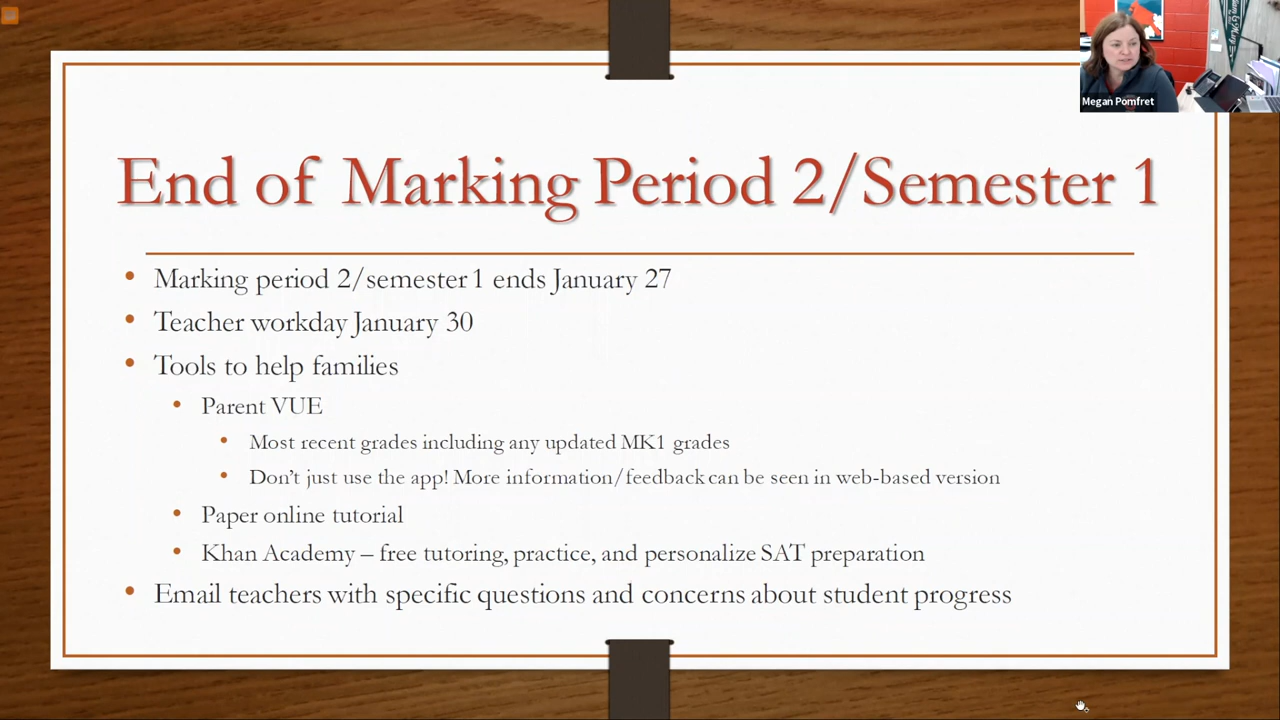 End of Marking Period 2/Semester 1
Marking period 2/semester 1 ends January 27
Teacher workday January 30
Tools to help families
Parent VUE
Most recent grades including any updated MK1 grades
Don't just use the app! More information/feedback can be seen in web-based version
Paper online tutorial
Khan Academy – free tutoring, practice, and personalize SAT preparation
Email teachers with specific questions and concerns about student progress
Megan Pomfret